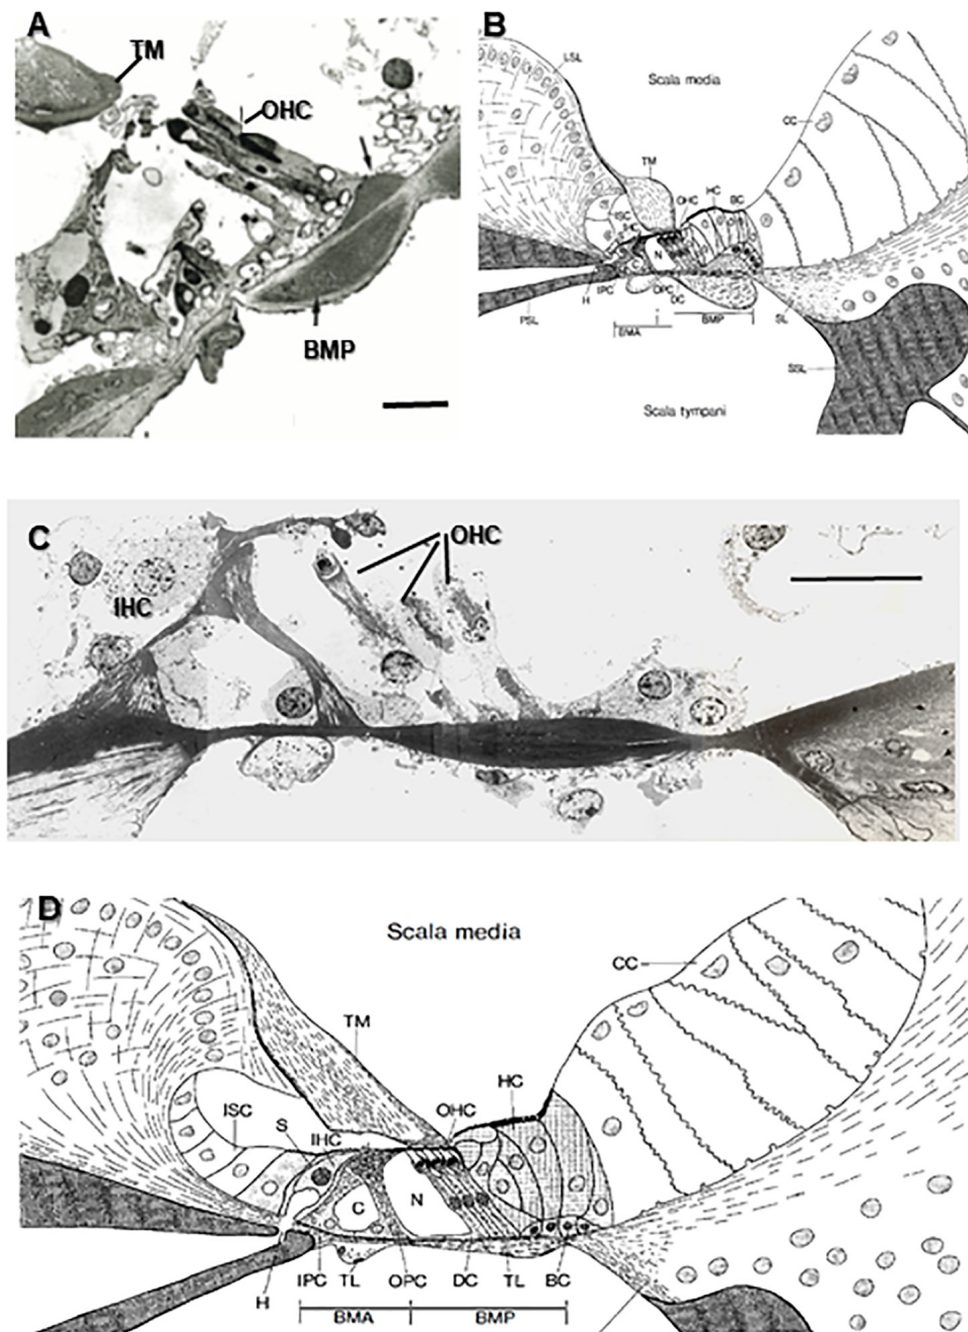 A
TM
OHC
BMP
B
LSL
Scala media
CC
TM
HC
OHC
BC
ISC
IHC
N
H
IPC
OPC
DC
PSL
BMA
BMP
SL
SSL
Scala tympani
C
OHC
IHC
D
Scala media
CC
TM
HC
OHC
ISC
S
IHC
C
N
H
IPC TL OPC DC TL BC
BMA BMP